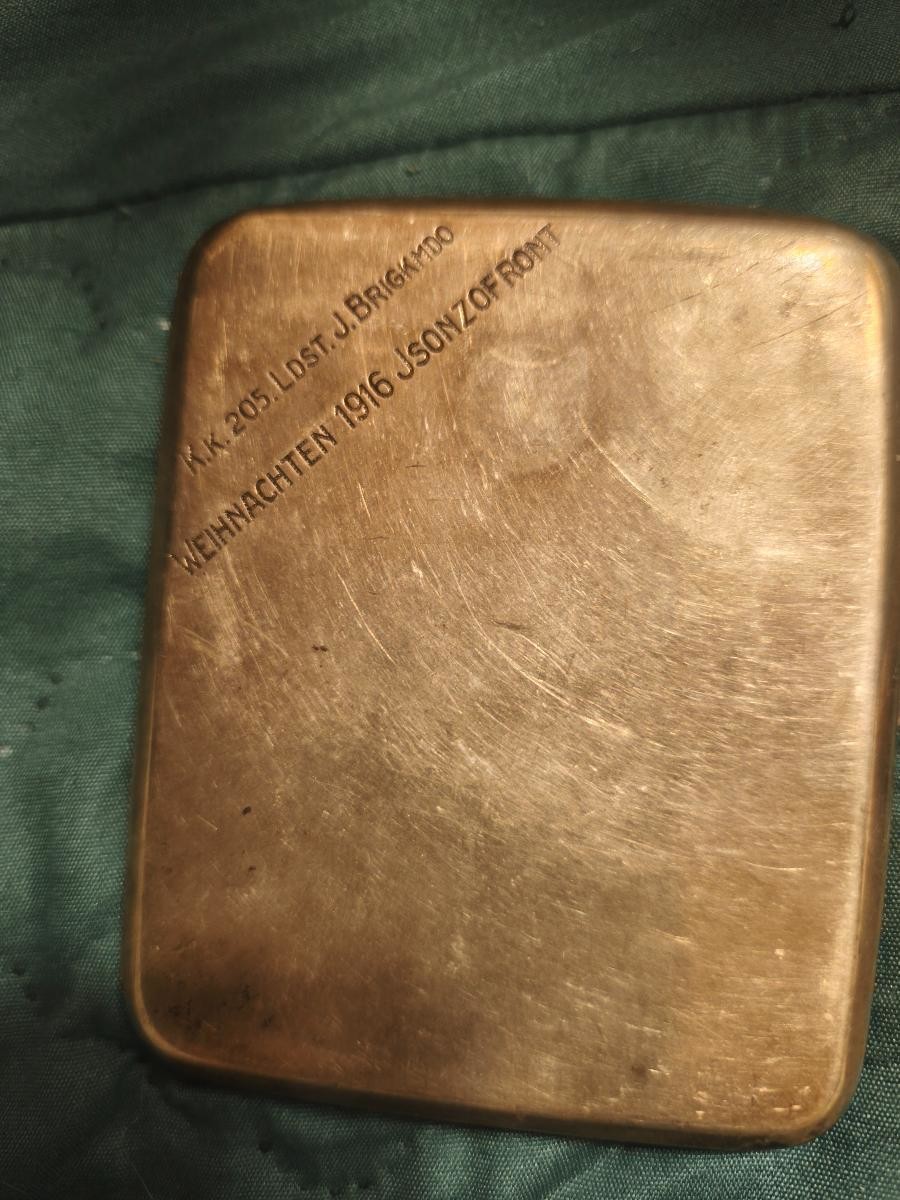 K.K. 205. LDST. J. BRIGKMDO
WEIHNACHTEN 1916 JSONZOFRONT